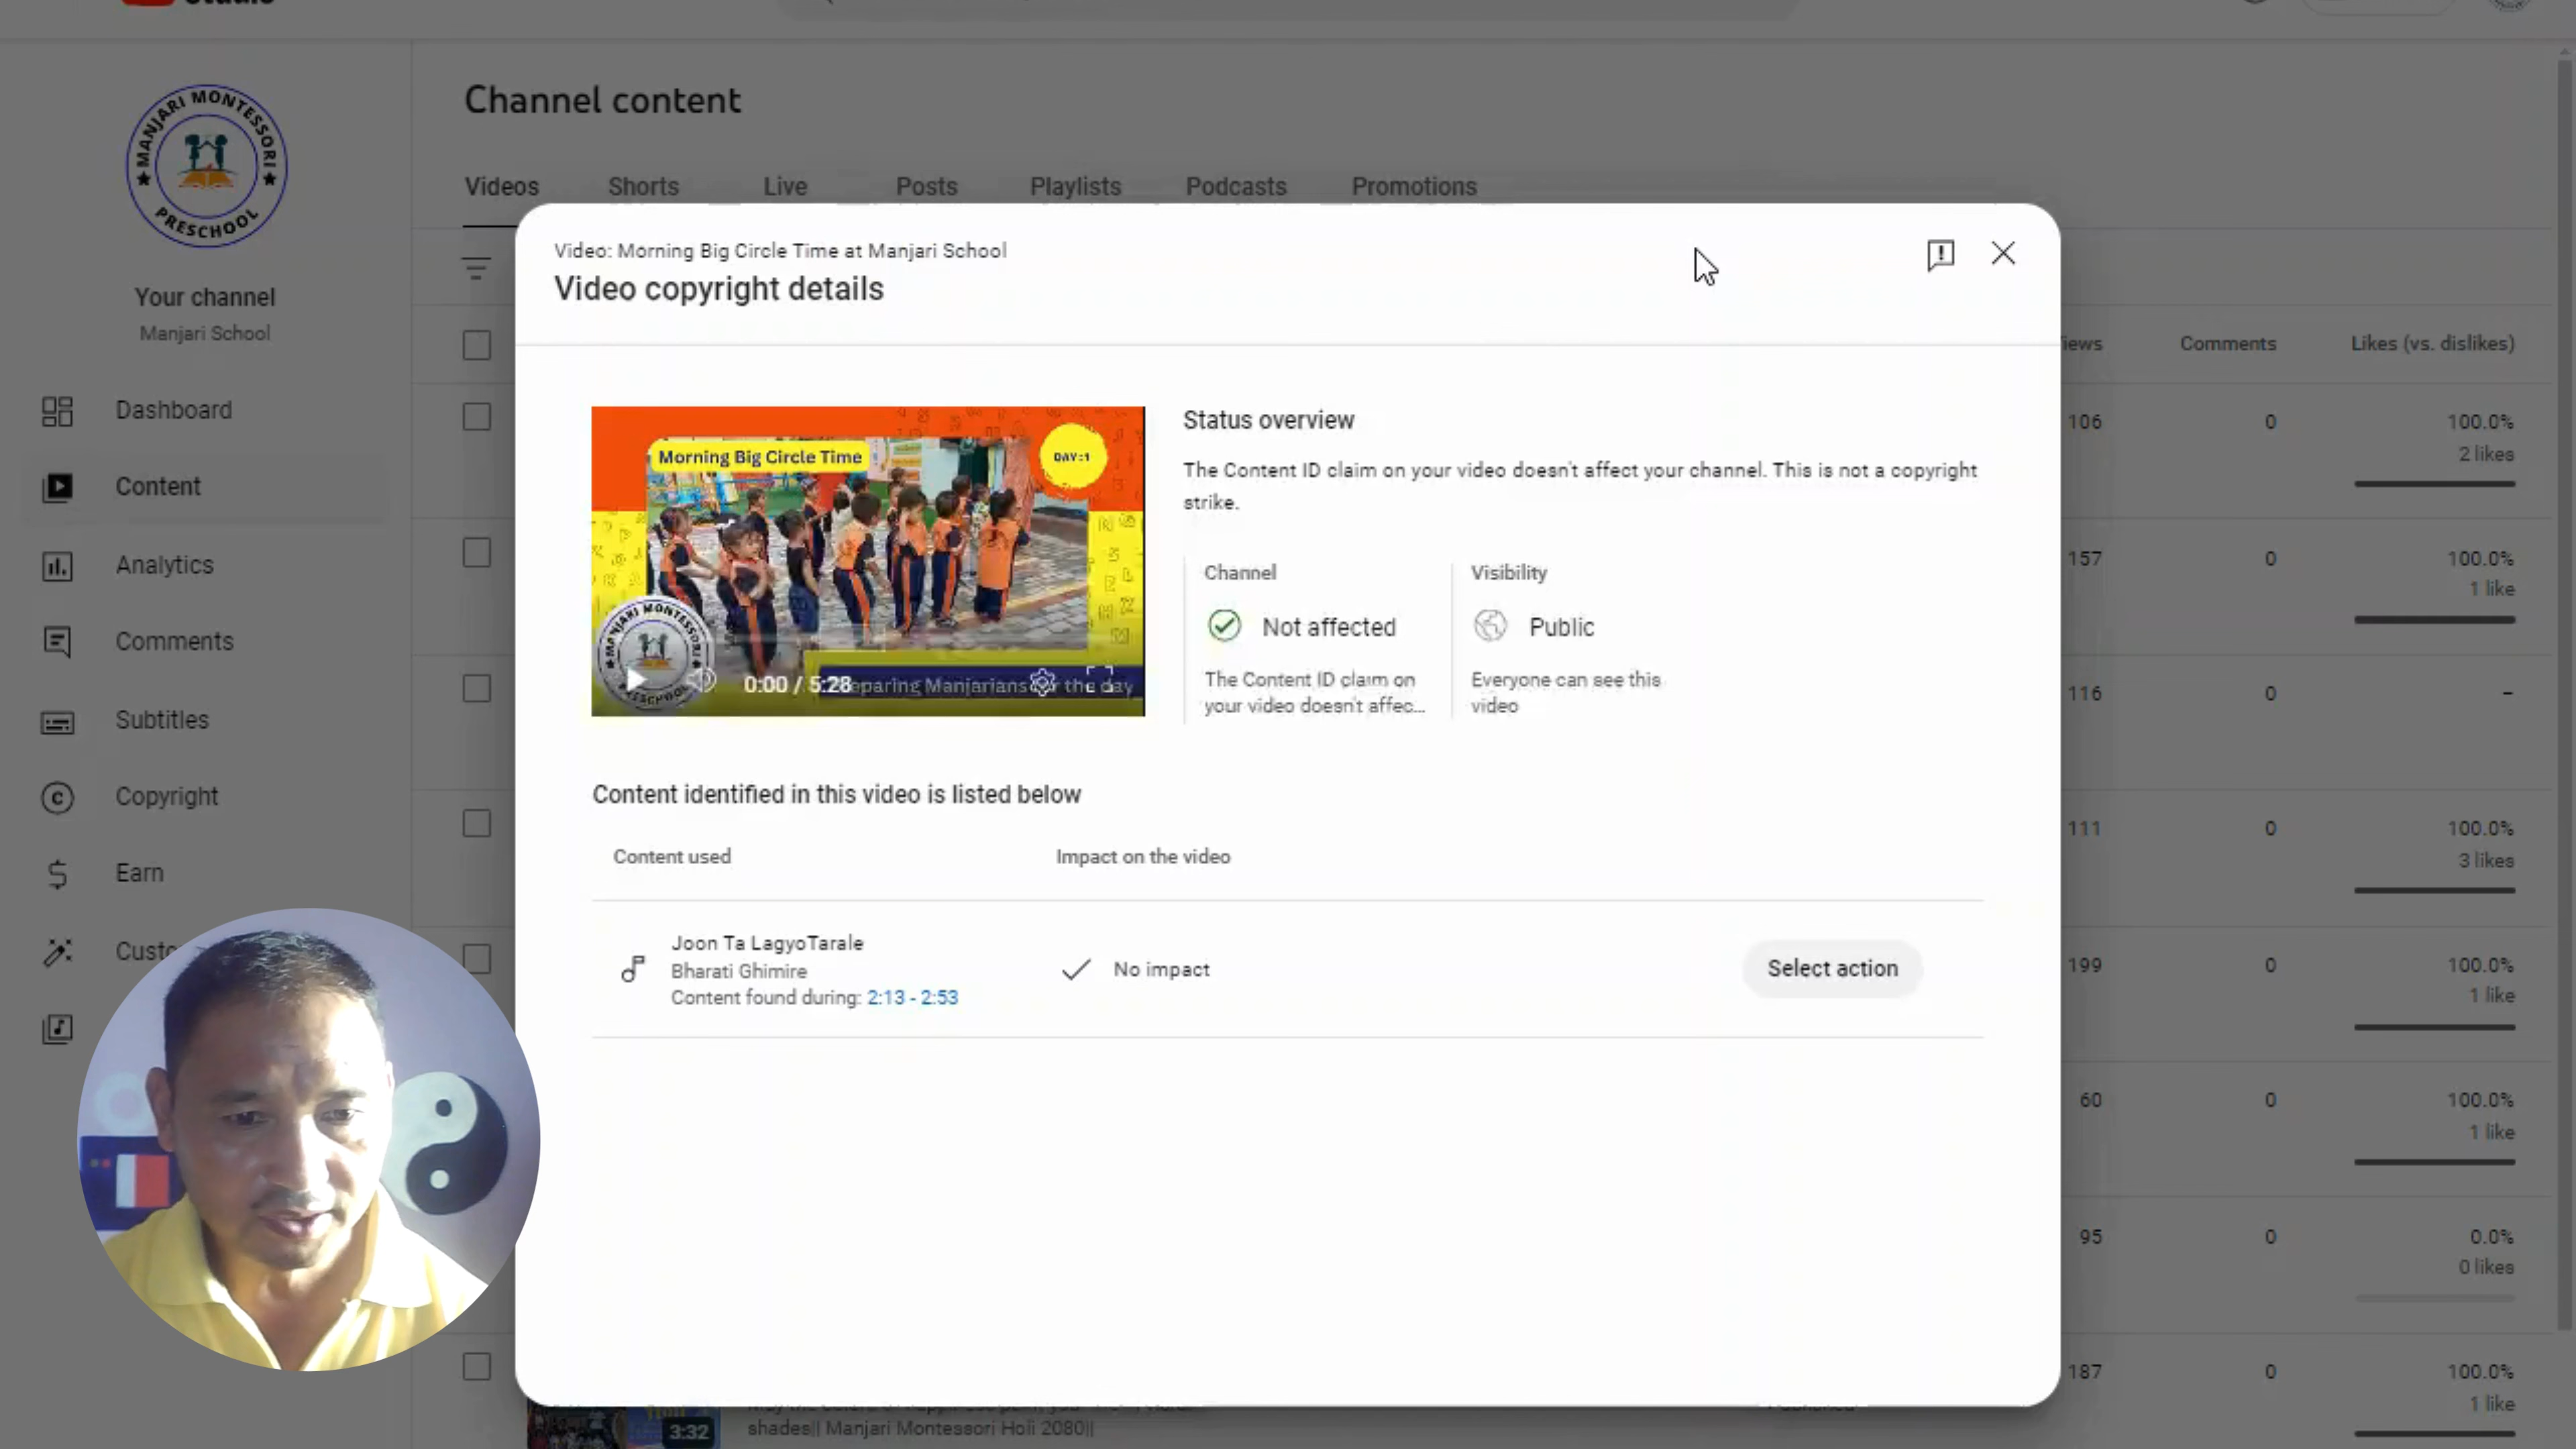 Channel content
Videos
Shorts
Live
Posts
Playlists
Podcasts
Promotions
MANJARI MONTESSORI
PRESCHOOL
Your channel
Manjari School
Dashboard
Content
Analytics
Comments
Subtitles
Copyright
Earn
Video: Morning Big Circle Time at Manjari School
Video copyright details
Morning Big Circle Time
DAY:1
MANJARI MONTESSORI
0:00 / 5:28
Manjarians
the day
Status overview
The Content ID claim on your video doesn't affect your channel. This is not a copyright
strike.
Channel
Not affected
The Content ID claim on
your video doesn't affec...
Visibility
Public
Everyone can see this
video
Content identified in this video is listed below
Content used
Impact on the video
Joon Ta LagyoTarale
Bharati Ghimire
Content found during: 2:13 - 2:53
No impact
Select action
Comments
Likes (vs. dislikes)
106
0
100.0%
2 likes
157
0
100.0%
1 like
116
0
–
111
0
100.0%
3 likes
199
0
100.0%
1 like
60
0
100.0%
1 like
95
0
0.0%
0 likes
187
0
100.0%
1 like
3:32
shades|| Manjari Montessori Holi 2080||